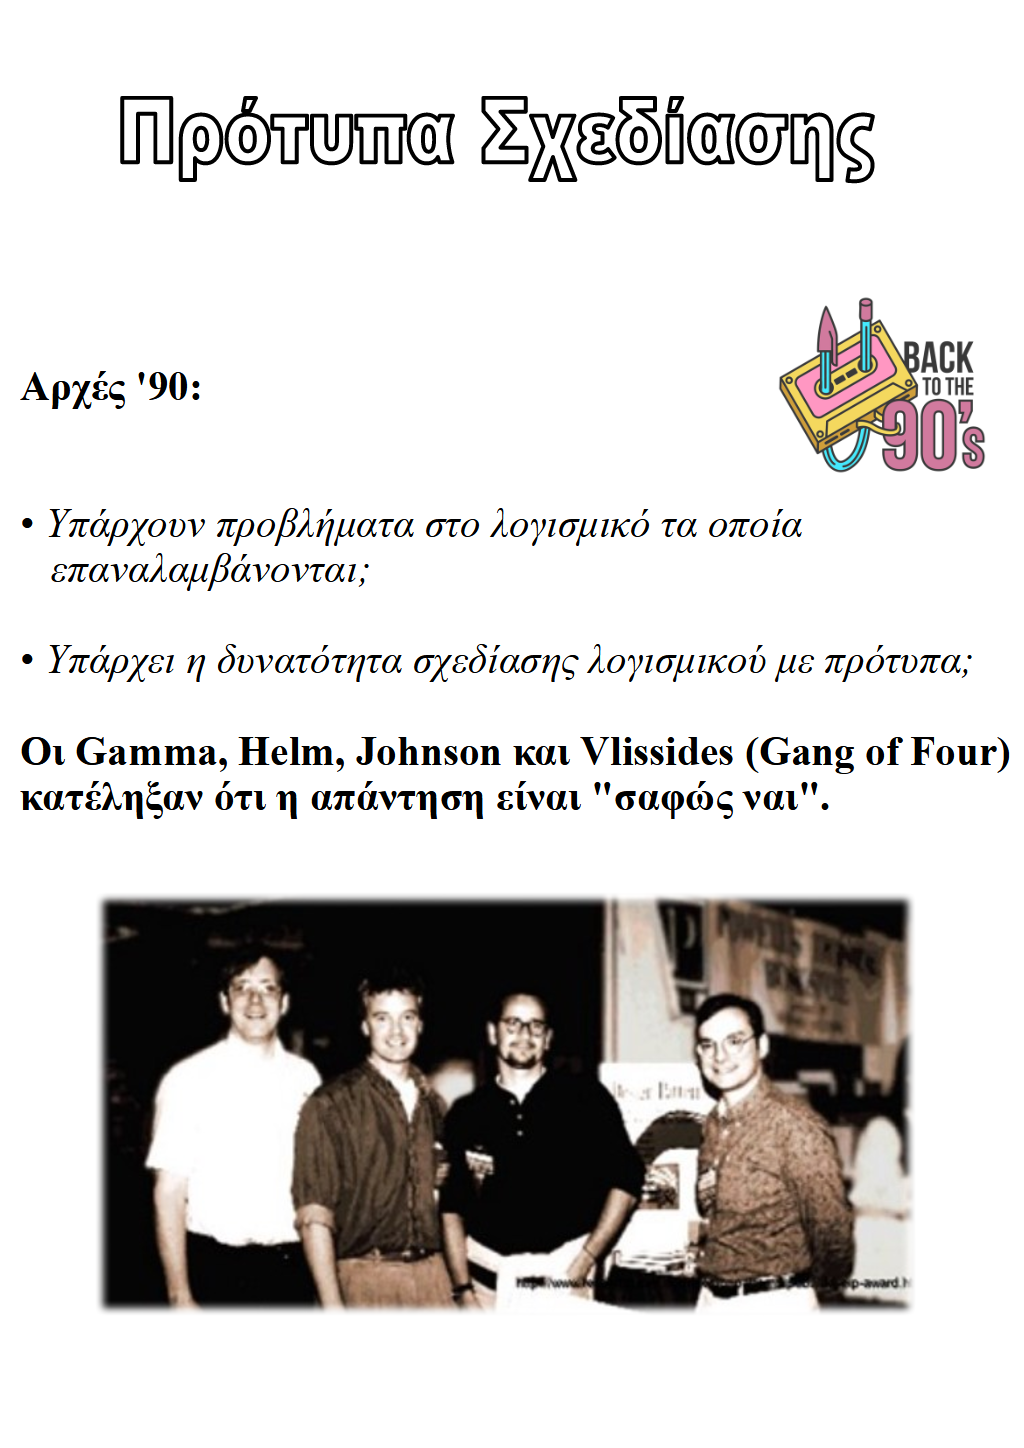 Πρότυπα Σχεδίασης
BACK
TO THE
90's
Αρχές '90:
• Υπάρχουν προβλήματα στο λογισμικό τα οποία
επαναλαμβάνονται;
• Υπάρχει η δυνατότητα σχεδίασης λογισμικού με πρότυπα;
Οι Gamma, Helm, Johnson και Vlissides (Gang of Four)
κατέληξαν ότι η απάντηση είναι "σαφώς ναι".